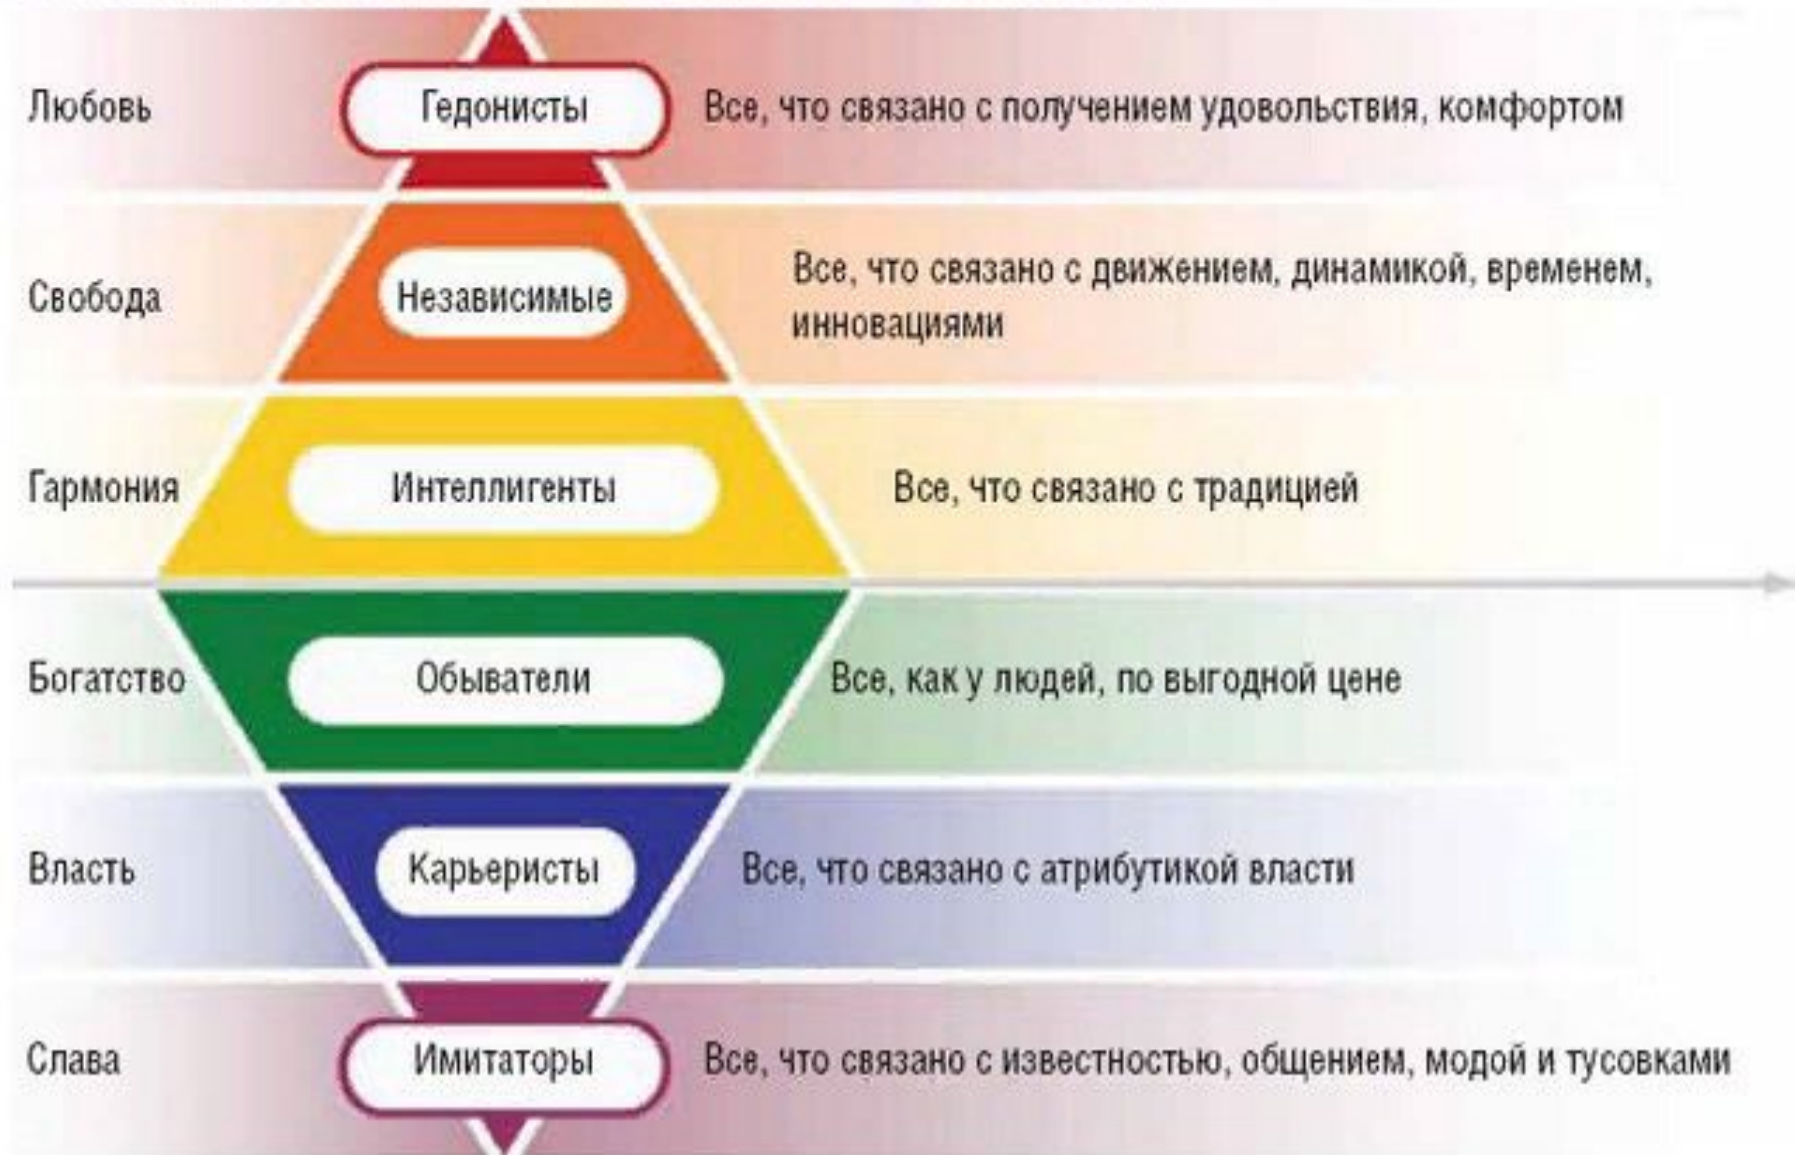 Любовь
Гедонисты
Все, что связано с получением удовольствия, комфортом
Свобода
Независимые
Все, что связано с движением, динамикой, временем,
инновациями
Гармония
Интеллигенты
Все, что связано с традицией
Богатство
Обыватели
Все, как у людей, по выгодной цене
Власть
Карьеристы
Все, что связано с атрибутикой власти
Слава
Имитаторы
Все, что связано с известностью, общением, модой и тусовками